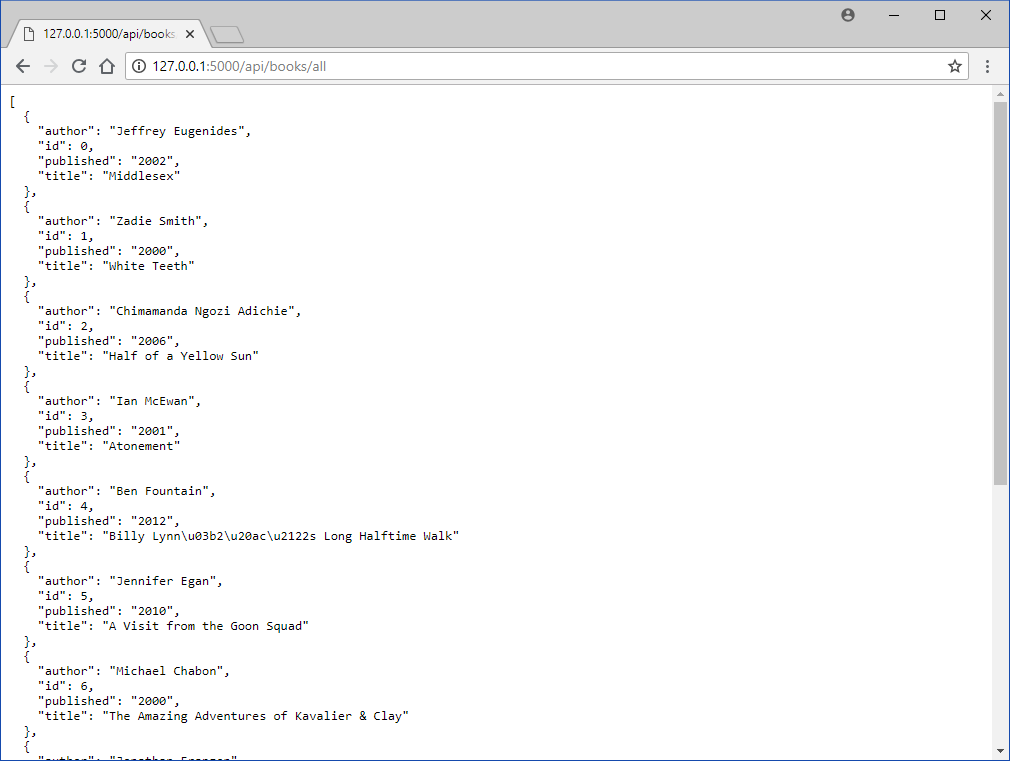 127.0.0.1:5000/api/books
127.0.0.1:5000/api/books/all
[
  {
    "author": "Jeffrey Eugenides",
    "id": 0,
    "published": "2002",
    "title": "Middlesex"
  },
  {
    "author": "Zadie Smith",
    "id": 1,
    "published": "2000",
    "title": "White Teeth"
  },
  {
    "author": "Chimamanda Ngozi Adichie",
    "id": 2,
    "published": "2006",
    "title": "Half of a Yellow Sun"
  },
  {
    "author": "Ian McEwan",
    "id": 3,
    "published": "2001",
    "title": "Atonement"
  },
  {
    "author": "Ben Fountain",
    "id": 4,
    "published": "2012",
    "title": "Billy Lynn\u03b2\u20ac\u2122s Long Halftime Walk"
  },
  {
    "author": "Jennifer Egan",
    "id": 5,
    "published": "2010",
    "title": "A Visit from the Goon Squad"
  },
  {
    "author": "Michael Chabon",
    "id": 6,
    "published": "2000",
    "title": "The Amazing Adventures of Kavalier & Clay"
  },
  {
    "author": "Jonathan